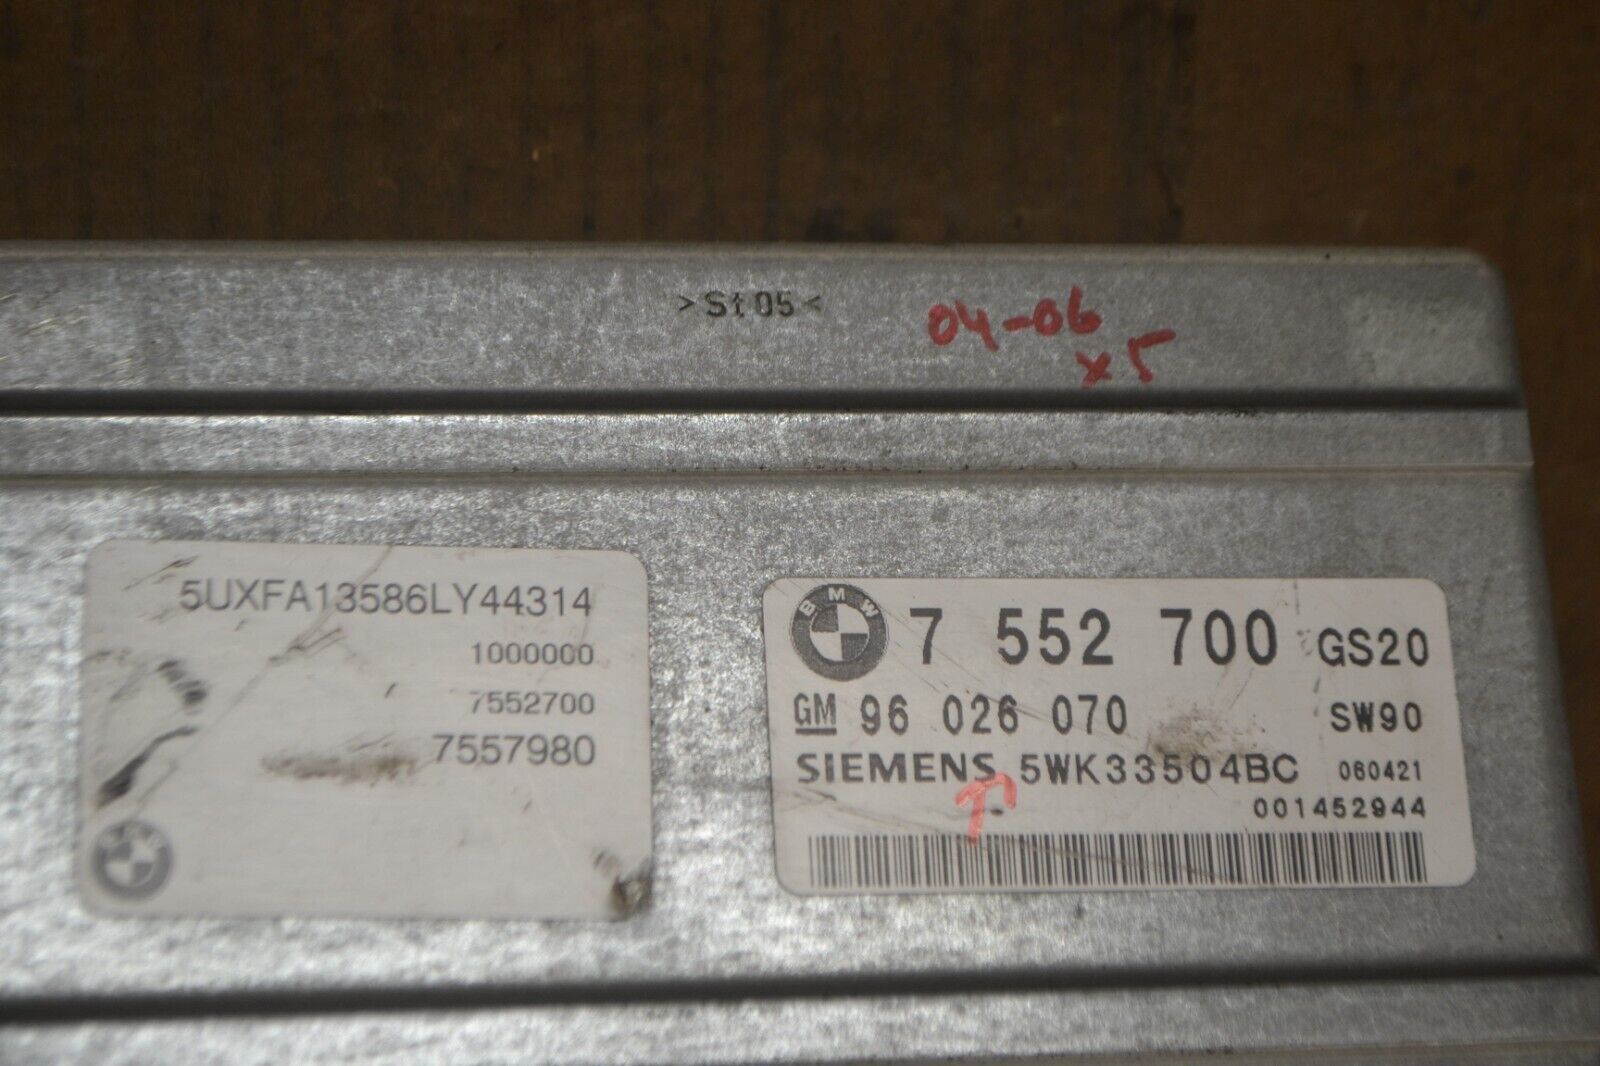 >St05<
04-06
x5
5UXFA13586LY44314
1000000
7552700
7557980
BMW
7 552 700 GS20
GM 96 026 070 SW90
SIEMENS 5WK33504BC 060421
001452944